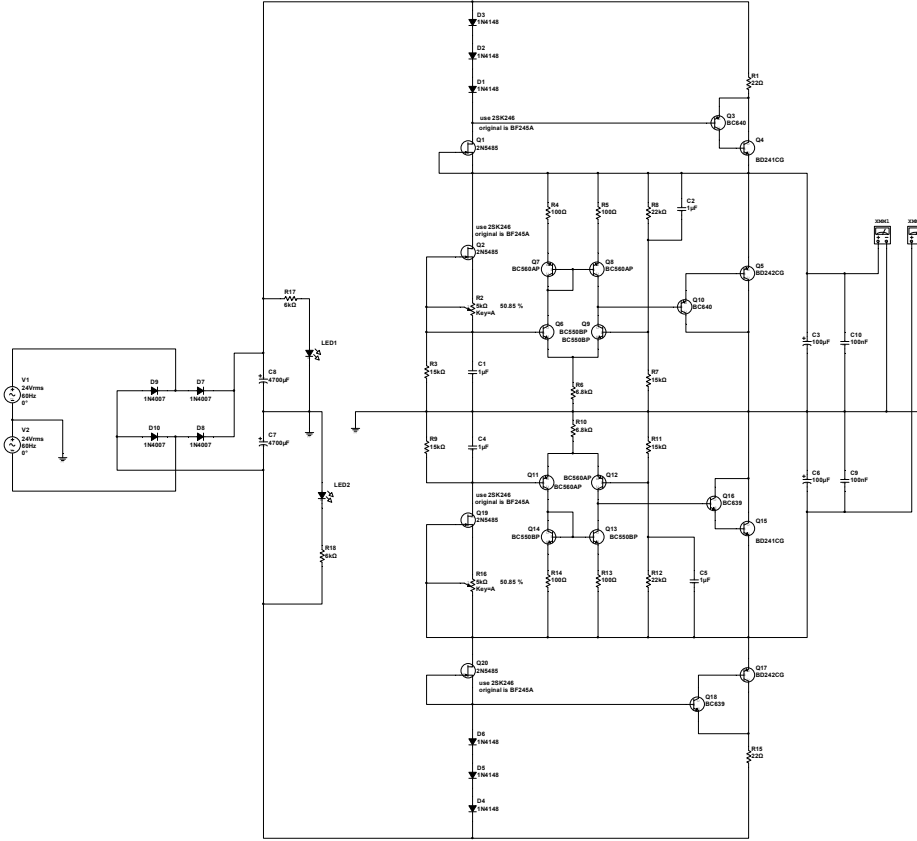 D3
1N4148
D2
1N4148
D1
1N4148
R1
22Ω
use 2SK246
original is BF245A
Q3
BC640
Q1
2N5485
Q4
BD241CG
R4
100Ω
R5
100Ω
R8
22kΩ
C2
1µF
use 2SK246
original is BF245A
Q2
2N5485
Q7
BC560AP
Q8
BC560AP
Q5
BD242CG
R17
6kΩ
R2
5kΩ 50.85 %
Key=A
Q10
BC640
Q6
BC550BP
Q9
BC550BP
LED1
C3
100µF
C10
100nF
R3
15kΩ
C1
1µF
R7
15kΩ
R6
6.8kΩ
V1
24Vrms
60Hz
0°
D9
1N4007
D7
1N4007
C8
4700µF
V2
24Vrms
60Hz
0°
D10
1N4007
D8
1N4007
C7
4700µF
R10
6.8kΩ
R9
15kΩ
C4
1µF
R11
15kΩ
Q11
BC560AP
Q12
BC560AP
C6
100µF
C9
100nF
LED2
use 2SK246
original is BF245A
Q19
2N5485
Q16
BC639
Q14
BC550BP
Q13
BC550BP
Q15
BD241CG
R18
6kΩ
R16
5kΩ 50.85 %
Key=A
R14
100Ω
R13
100Ω
R12
22kΩ
C5
1µF
Q20
2N5485
use 2SK246
original is BF245A
Q17
BD242CG
Q18
BC639
D6
1N4148
R15
22Ω
D5
1N4148
D4
1N4148
XMM1